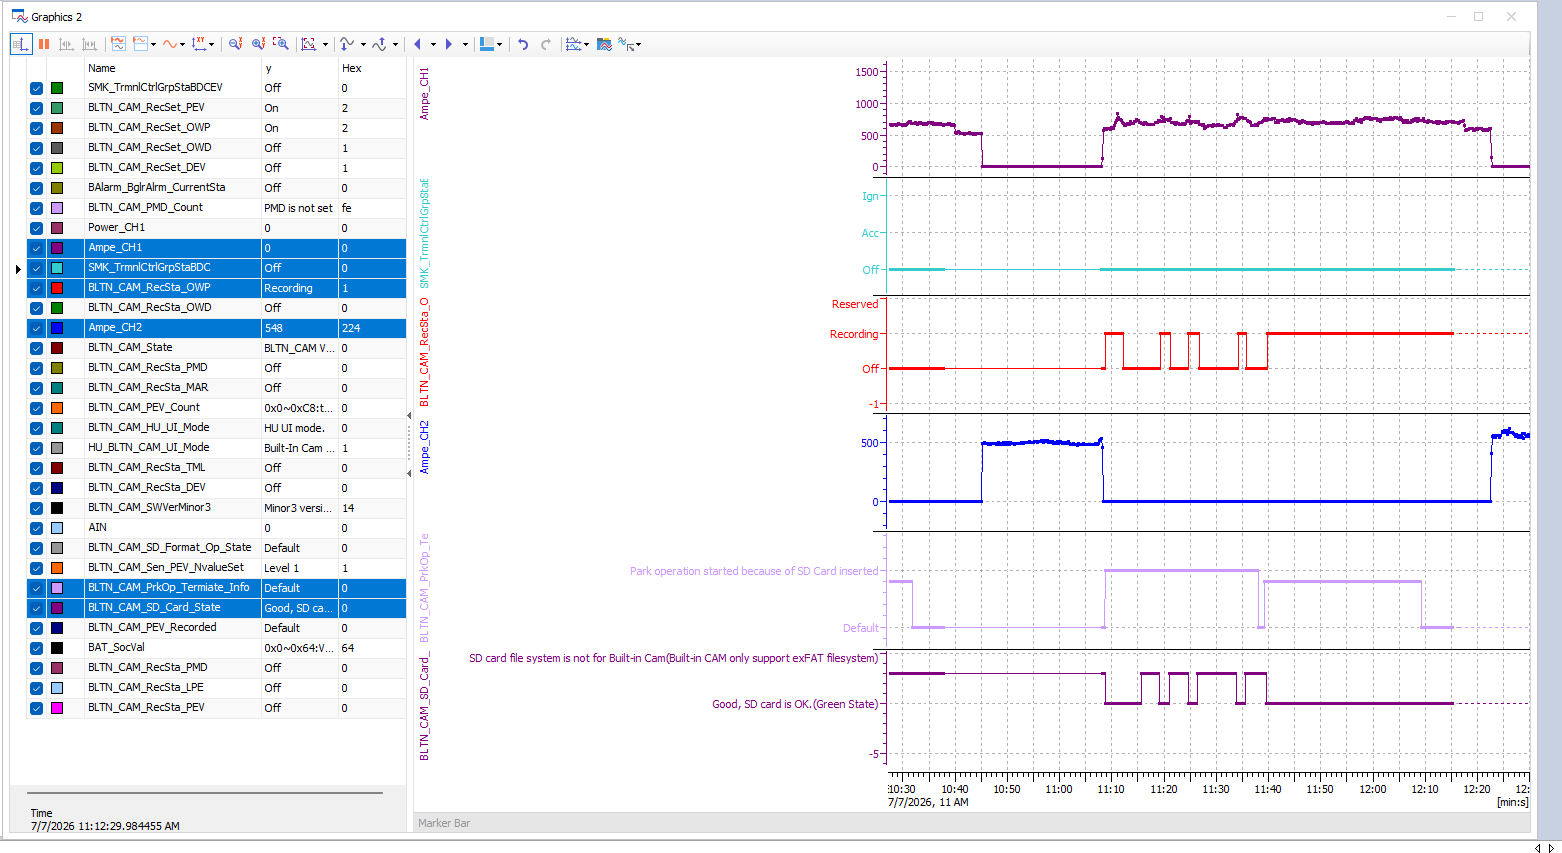 Graphics 2
Name y Hex
SMK_TrmnlCtrlGrpStaBDCEV Off 0
BLTN_CAM_RecSet_PEV On 2
BLTN_CAM_RecSet_OWP On 2
BLTN_CAM_RecSet_OWD Off 1
BLTN_CAM_RecSet_DEV Off 1
BAlarm_BglrAlrm_CurrentSta Off 0
BLTN_CAM_PMD_Count PMD is not set fe
Power_CH1 0 0
Ampe_CH1 0 0
SMK_TrmnlCtrlGrpStaBDC Off 0
BLTN_CAM_RecSta_OWP Recording 1
BLTN_CAM_RecSta_OWD Off 0
Ampe_CH2 548 224
BLTN_CAM_State BLTN_CAM V... 0
BLTN_CAM_RecSta_PMD Off 0
BLTN_CAM_RecSta_MAR Off 0
BLTN_CAM_PEV_Count 0x0~0xC8:t... 0
BLTN_CAM_HU_UI_Mode HU UI mode. 0
HU_BLTN_CAM_UI_Mode Built-In Cam ... 1
BLTN_CAM_RecSta_TML Off 0
BLTN_CAM_RecSta_DEV Off 0
BLTN_CAM_SWVerMinor3 Minor3 versi... 14
AIN 0 0
BLTN_CAM_SD_Format_Op_State Default 0
BLTN_CAM_Sen_PEV_NvalueSet Level 1 1
BLTN_CAM_PrkOp_Termiate_Info Default 0
BLTN_CAM_SD_Card_State Good, SD ca... 0
BLTN_CAM_PEV_Recorded Default 0
BAT_SocVal 0x0~0x64:V... 64
BLTN_CAM_RecSta_PMD Off 0
BLTN_CAM_RecSta_LPE Off 0
BLTN_CAM_RecSta_PEV Off 0
Time
7/7/2026 11:12:29.984455 AM
Ampe_CH1
1500
1000
500
0
SMK_TrmnlCtrlGrpStaB
Ign
Acc
Off
BLTN_CAM_RecSta_O
Reserved
Recording
Off
-1
Ampe_CH2
500
0
BLTN_CAM_PrkOp_Te
Park operation started because of SD Card inserted
Default
BLTN_CAM_SD_Card_
SD card file system is not for Built-in Cam(Built-in CAM only support exFAT filesystem)
Good, SD card is OK.(Green State)
-5
:10:30 10:40 10:50 11:00 11:10 11:20 11:30 11:40 11:50 12:00 12:10 12:20 12:
7/7/2026, 11 AM [min:s]
Marker Bar